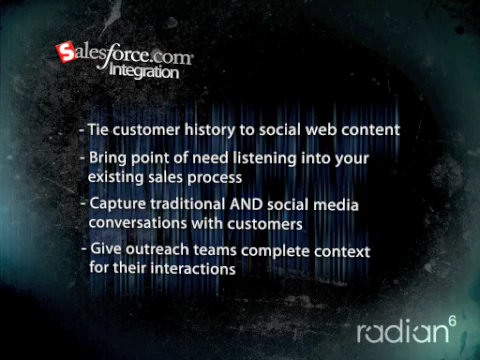 Salesforce.com
Integration
- Tie customer history to social web content
- Bring point of need listening into your
existing sales process
- Capture traditional AND social media
conversations with customers
- Give outreach teams complete context
for their interactions
radian6